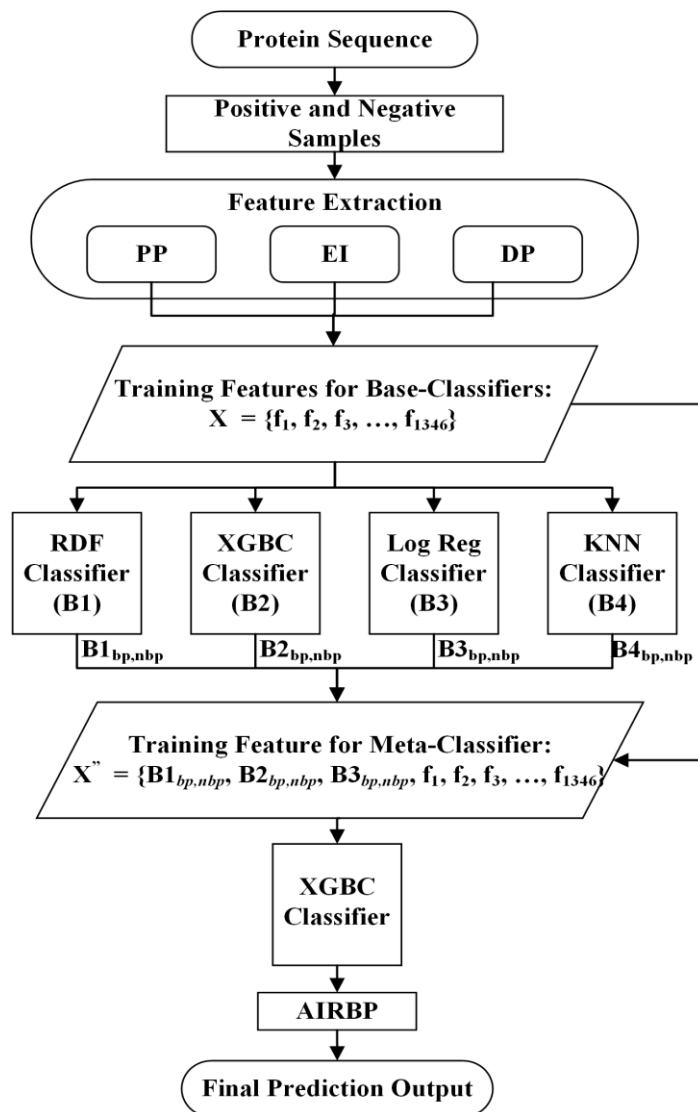 Protein Sequence
Positive and Negative
Samples
Feature Extraction
PP
EI
DP
Training Features for Base-Classifiers:
X = {f1, f2, f3, …, f1346}
RDF
Classifier
(B1)
XGBC
Classifier
(B2)
Log Reg
Classifier
(B3)
KNN
Classifier
(B4)
B1bp,nbp
B2bp,nbp
B3bp,nbp
B4bp,nbp
Training Feature for Meta-Classifier:
X” = {B1bp,nbp, B2bp,nbp, B3bp,nbp, f1, f2, f3, …, f1346}
XGBC
Classifier
AIRBP
Final Prediction Output